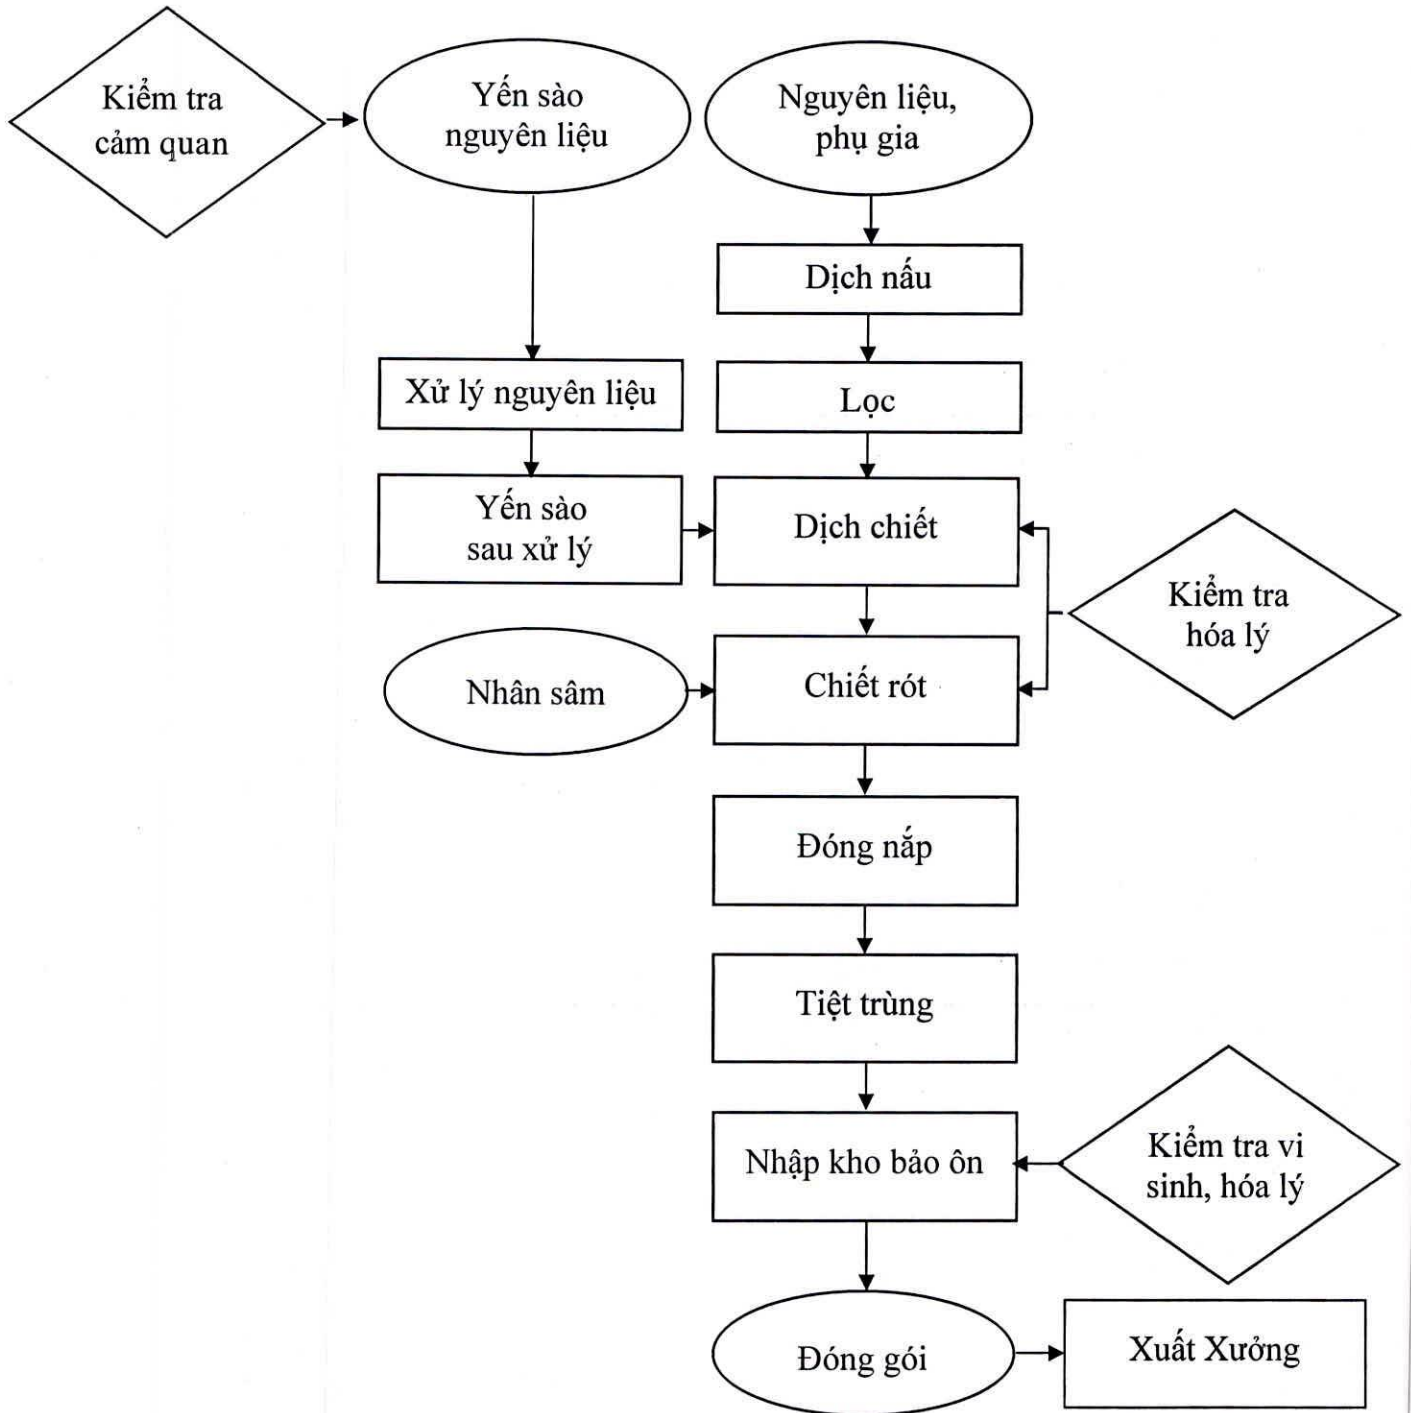 Kiểm tra
cảm quan
Yến sào
nguyên liệu
Nguyên liệu,
phụ gia
Dịch nấu
Xử lý nguyên liệu
Lọc
Yến sào
sau xử lý
Dịch chiết
Kiểm tra
hóa lý
Nhân sâm
Chiết rót
Đóng nắp
Tiệt trùng
Nhập kho bảo ôn
Kiểm tra vi
sinh, hóa lý
Đóng gói
Xuất Xưởng